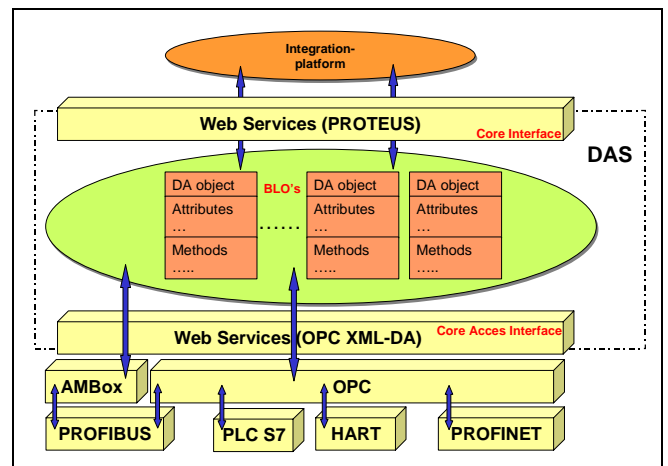 Integration-
platform
Web Services (PROTEUS)
Core Interface
DAS
DA object
Attributes
…
Methods
…..
BLO's
......
DA object
Attributes
…
Methods
…..
DA object
Attributes
…
Methods
…..
Web Services (OPC XML-DA)
Core Acces Interface
AMBox
OPC
PROFIBUS
PLC S7
HART
PROFINET